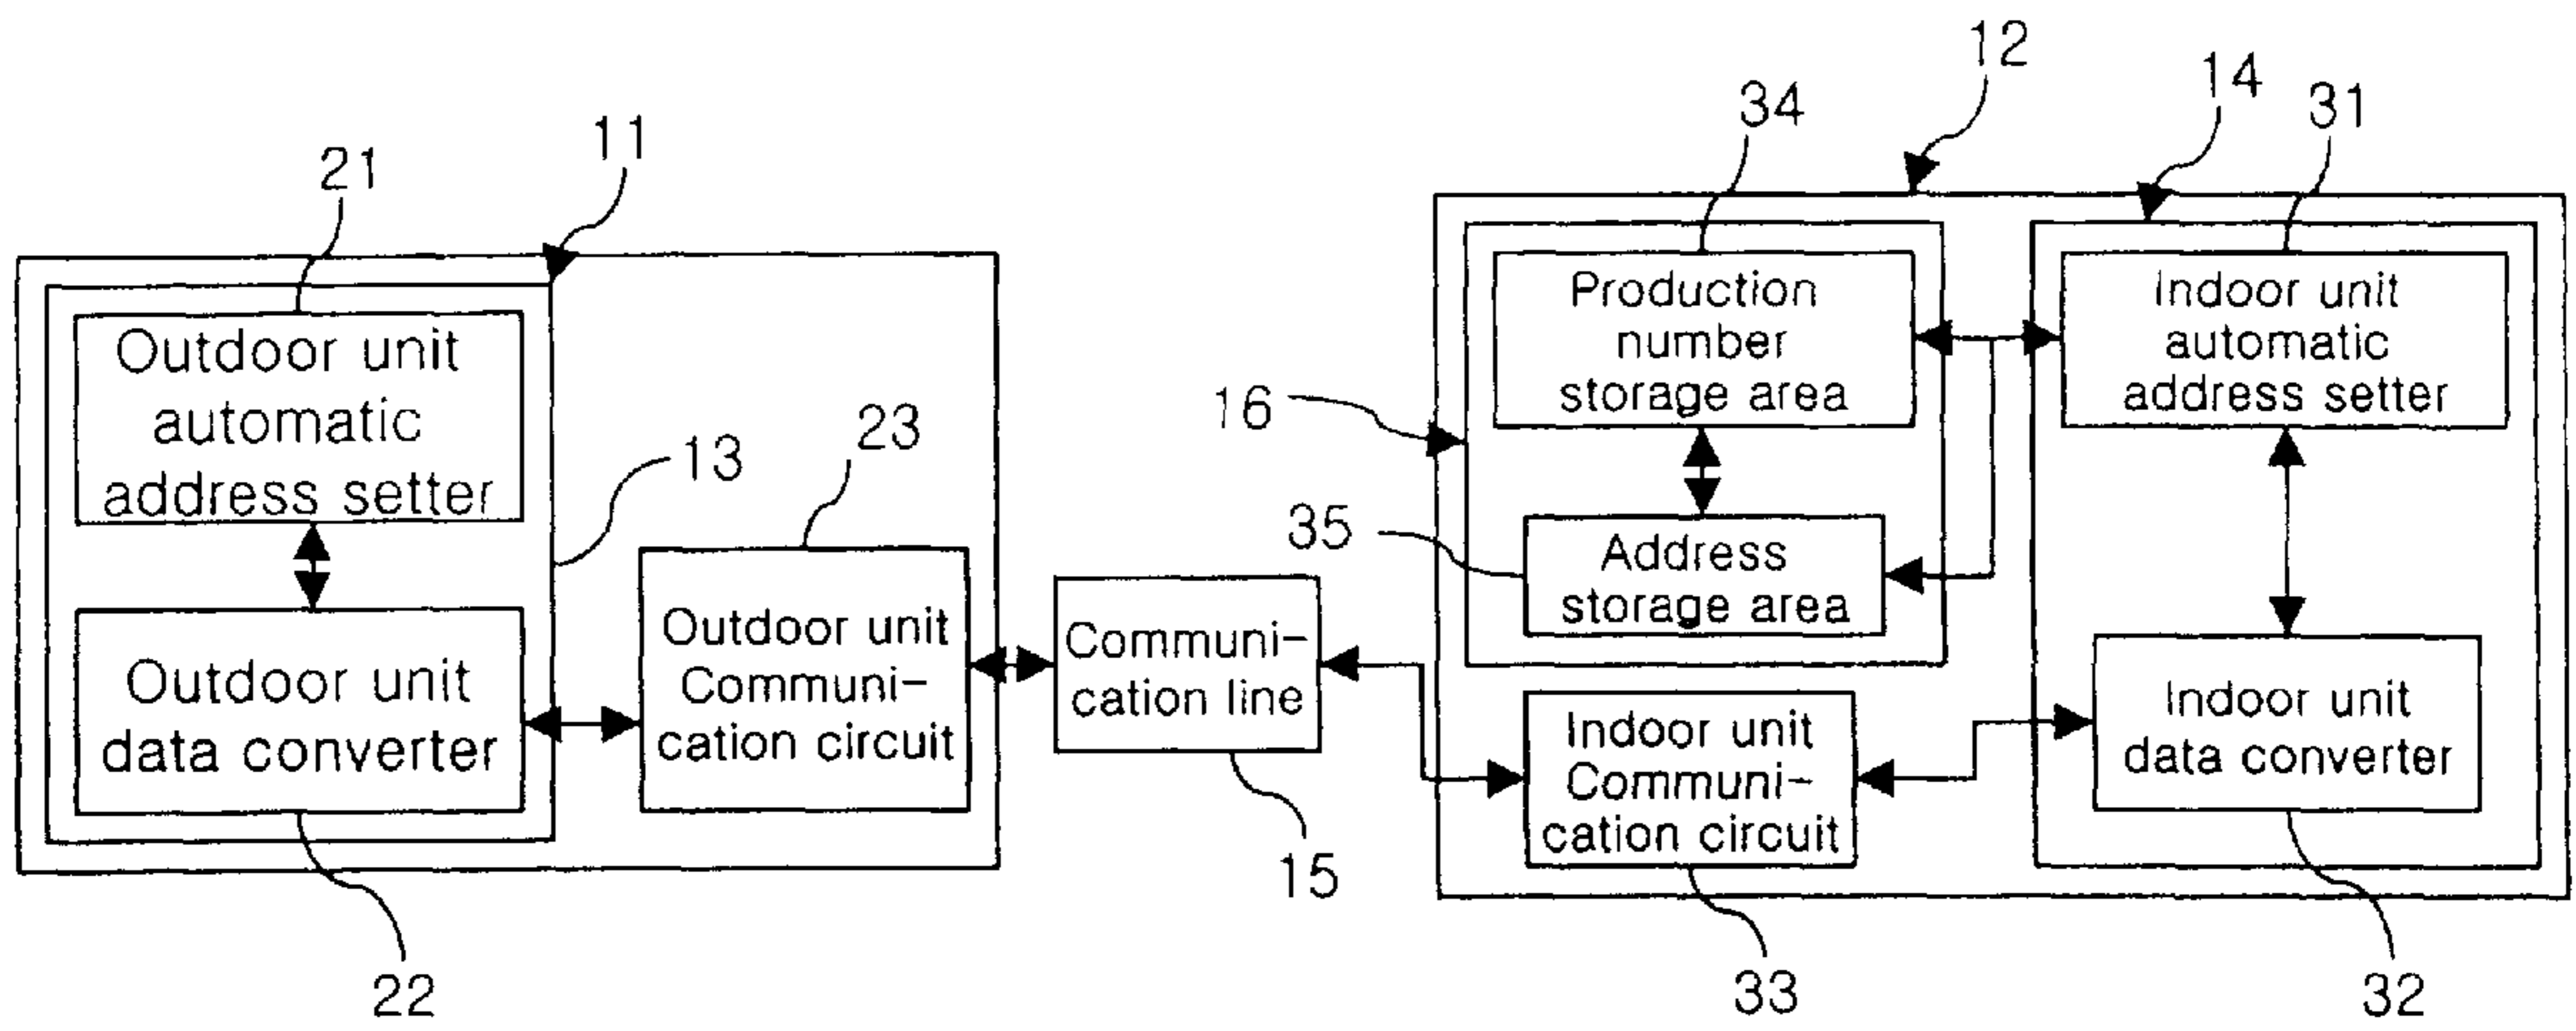 12
14
34
31
11
21
Production
number
storage area
Indoor unit
automatic
address setter
Outdoor unit
automatic
address setter
16
13
23
35
Address
storage area
Outdoor unit
Communi-
cation circuit
Communi-
cation line
Outdoor unit
data converter
Indoor unit
Communi-
cation circuit
Indoor unit
data converter
15
22
33
32